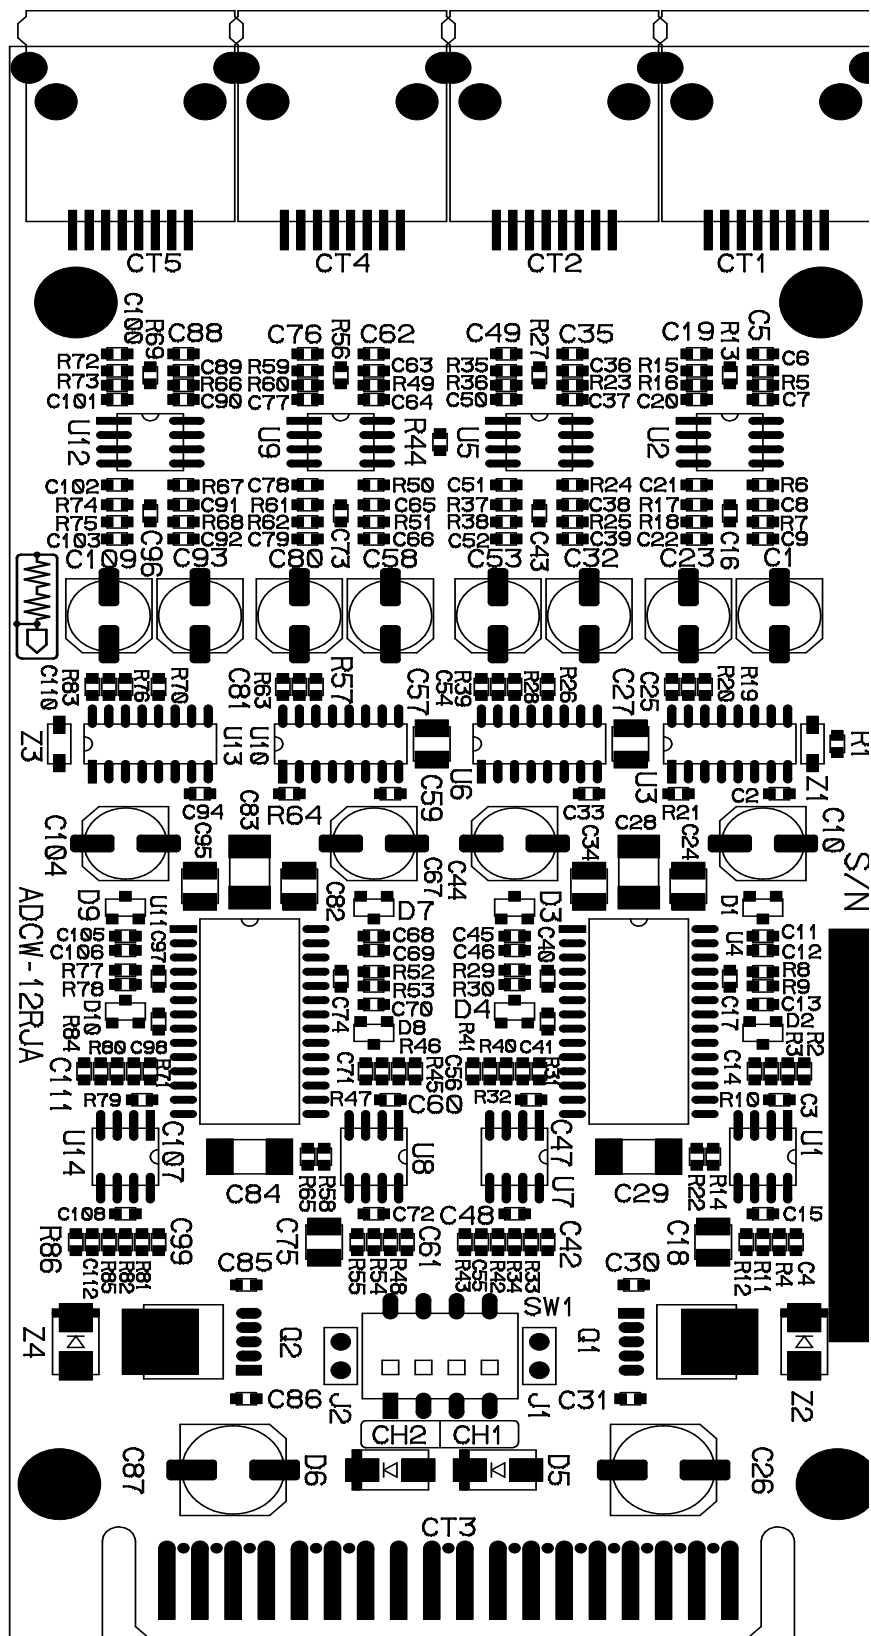 CT5 CT4 CT2 CT1
C100 R69 C88 C76 R56 C62 C49 R27 C35 C19 R13 C5
R72 C89 R59 C63 R35 C36 R15 C6
R73 R66 R60 R49 R36 R23 R16 R5
C101 C90 C77 C64 C50 C37 C20 C7
U12 U9 R44 U5 U2
C102 R67 C78 R50 C51 R24 C21 R6
R74 C91 R61 C65 R37 C38 R17 C8
R75 R68 R62 R51 R38 R25 R18 R7
C103 C92 C79 C66 C52 C39 C22 C9
C96 C73 C43 C16
C109 C93 C80 C58 C53 C32 C23 C1
C110 R83 R76 R70 C81 R63 R57 C57 C54 R39 R28 R26 C27 C25 R20 R19
Z3 U13 U10 U6 U3 Z1 R1
C94 R64 C59 C33 R21 C2
C104 C95 C83 C67 C44 C34 C28 C24 C10
S/N
ADCW-12RJA
D9 U11 C82 D7 D3 D1
C105 C97 C68 C45 C40 U4 C11
C106 C69 C46 C12
R77 R52 R29 R8
R78 R53 R30 R9
D10 C74 C70 D4 C17 C13
R84 D8 R41 D2
R80 C98 R46 R40 C41 R3 R2
C111 R71 C71 R45 C56 R31 C14
R79 R47 C60 R32 R10 C3
U14 C107 U8 C47 U7 U1
C84 R65 R58 C29 R22 R14
C108 C72 C48 C15
R86 C99 C75 C61 C42 C18
C112 R85 R82 R81 C85 R55 R54 R48 R43 C55 R42 R34 R33 C30 R12 R11 R4 C4
SW1
Z4 Q2 Q1
C86 J2 J1 C31 Z2
CH2 CH1
C87 D6 D5 C26
CT3